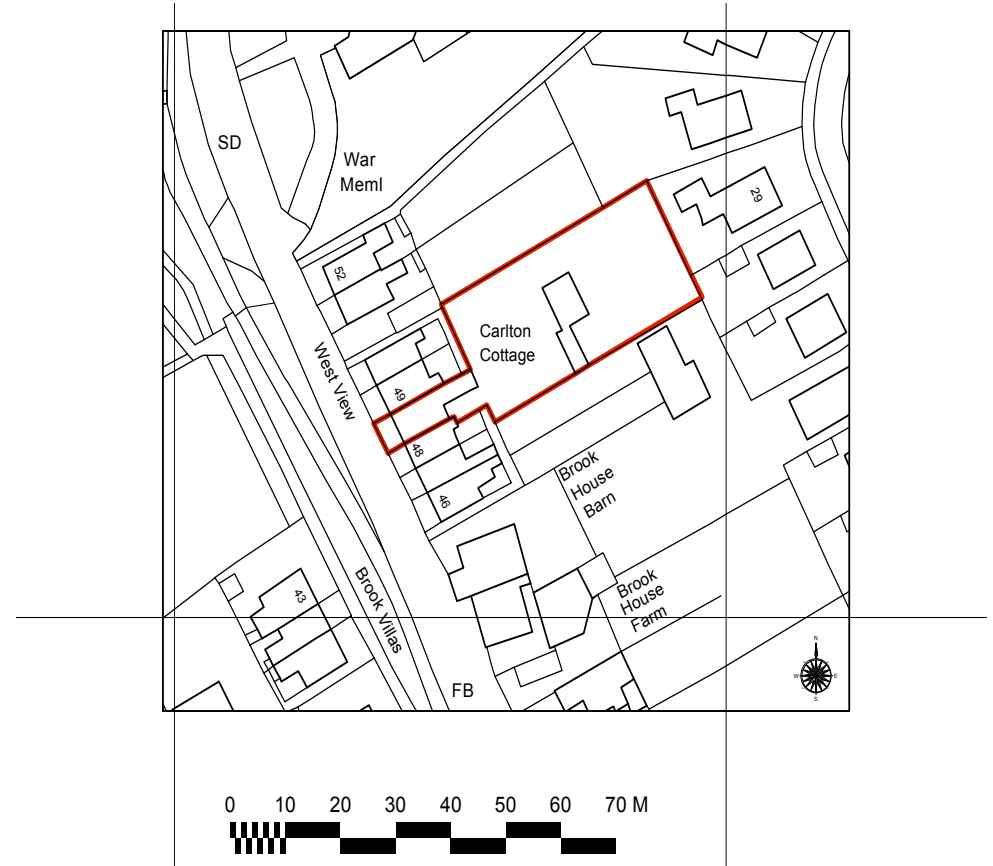 SD
War
Meml
52
29
West View
49
Carlton
Cottage
48
46
Brook
House
Barn
43
Brook Villas
Brook
House
Farm
FB
N
W
E
S
0 10 20 30 40 50 60 70 M